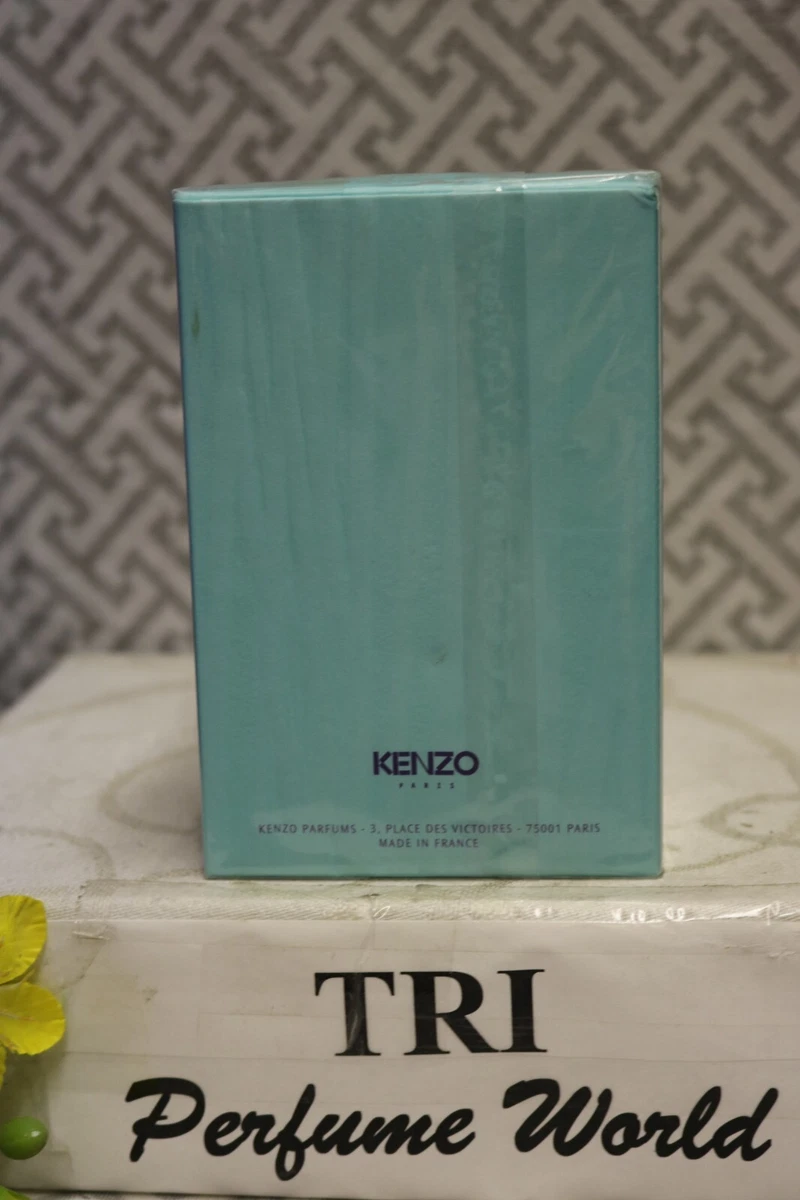 KENZO
PARIS
KENZO PARFUMS - 3, PLACE DES VICTOIRES - 75001 PARIS
MADE IN FRANCE
TRI
Perfume World